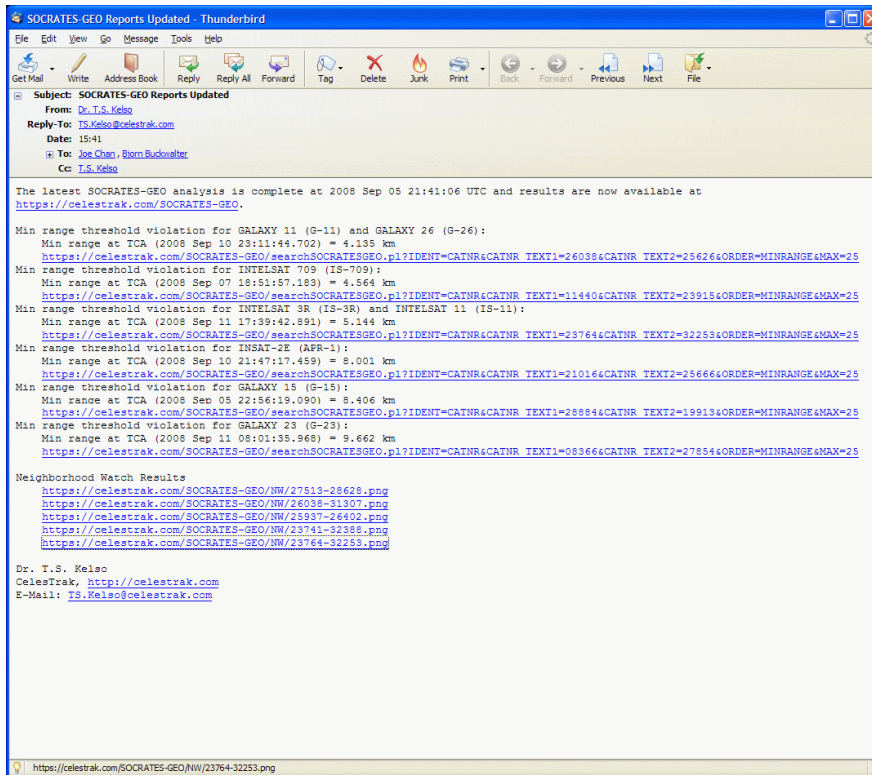 SOCRATES-GEO Reports Updated - Thunderbird
File Edit View Go Message Tools Help
Get Mail Write Address Book Reply Reply All Forward Tag Delete Junk Print Back Forward Previous Next File
Subject: SOCRATES-GEO Reports Updated
From: Dr. T.S. Kelso
Reply-To: TS.Kelso@celestrak.com
Date: 15:41
To: Joe Chan, Bjorn Buckwalter
Cc: T.S. Kelso
The latest SOCRATES-GEO analysis is complete at 2008 Sep 05 21:41:06 UTC and results are now available at
https://celestrak.com/SOCRATES-GEO.
Min range threshold violation for GALAXY 11 (G-11) and GALAXY 26 (G-26):
Min range at TCA (2008 Sep 10 23:11:44.702) = 4.135 km
https://celestrak.com/SOCRATES-GEO/searchSOCRATESGEO.pl?IDENT=CATNR&CATNR_TEXT1=26038&CATNR_TEXT2=25626&ORDER=MINRANGE&MAX=25
Min range threshold violation for INTELSAT 709 (IS-709):
Min range at TCA (2008 Sep 07 18:51:57.183) = 4.564 km
https://celestrak.com/SOCRATES-GEO/searchSOCRATESGEO.pl?IDENT=CATNR&CATNR_TEXT1=11440&CATNR_TEXT2=23915&ORDER=MINRANGE&MAX=25
Min range threshold violation for INTELSAT 3R (IS-3R) and INTELSAT 11 (IS-11):
Min range at TCA (2008 Sep 11 17:39:42.891) = 5.144 km
https://celestrak.com/SOCRATES-GEO/searchSOCRATESGEO.pl?IDENT=CATNR&CATNR_TEXT1=23764&CATNR_TEXT2=32253&ORDER=MINRANGE&MAX=25
Min range threshold violation for INSAT-2E (APR-1):
Min range at TCA (2008 Sep 10 21:47:17.459) = 8.001 km
https://celestrak.com/SOCRATES-GEO/searchSOCRATESGEO.pl?IDENT=CATNR&CATNR_TEXT1=21016&CATNR_TEXT2=25666&ORDER=MINRANGE&MAX=25
Min range threshold violation for GALAXY 15 (G-15):
Min range at TCA (2008 Sep 05 22:56:19.090) = 8.406 km
https://celestrak.com/SOCRATES-GEO/searchSOCRATESGEO.pl?IDENT=CATNR&CATNR_TEXT1=28884&CATNR_TEXT2=19913&ORDER=MINRANGE&MAX=25
Min range threshold violation for GALAXY 23 (G-23):
Min range at TCA (2008 Sep 11 08:01:35.968) = 9.662 km
https://celestrak.com/SOCRATES-GEO/searchSOCRATESGEO.pl?IDENT=CATNR&CATNR_TEXT1=08366&CATNR_TEXT2=27854&ORDER=MINRANGE&MAX=25
Neighborhood Watch Results
https://celestrak.com/SOCRATES-GEO/NW/27513-28628.png
https://celestrak.com/SOCRATES-GEO/NW/26038-31307.png
https://celestrak.com/SOCRATES-GEO/NW/25937-26402.png
https://celestrak.com/SOCRATES-GEO/NW/23741-32388.png
https://celestrak.com/SOCRATES-GEO/NW/23764-32253.png
Dr. T.S. Kelso
CelesTrak, http://celestrak.com
E-Mail: TS.Kelso@celestrak.com
https://celestrak.com/SOCRATES-GEO/NW/23764-32253.png